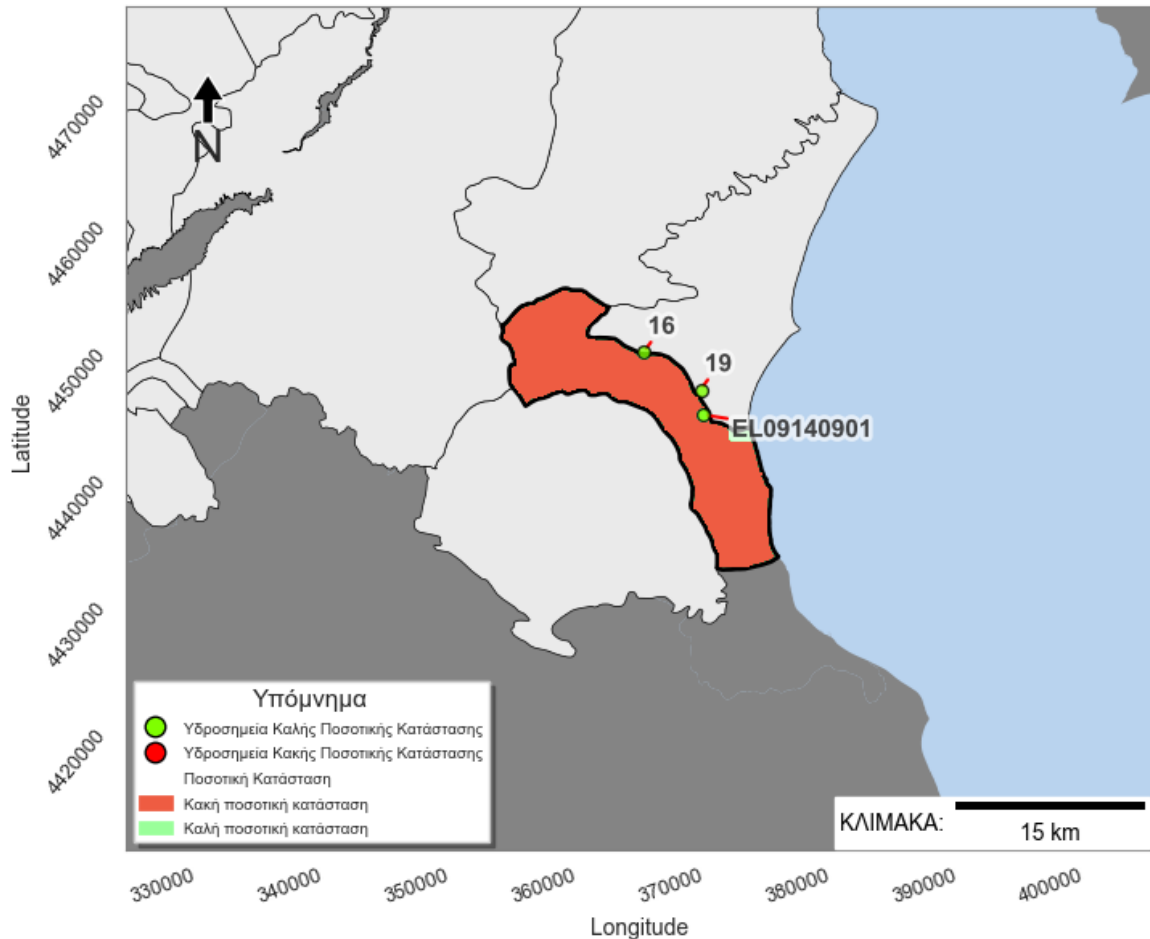 N
4470000
4460000
4450000
4440000
4430000
4420000
Latitude
16
19
EL09140901
Υπόμνημα
Υδροσημεία Καλής Ποσοτικής Κατάστασης
Υδροσημεία Κακής Ποσοτικής Κατάστασης
Ποσοτική Κατάσταση
Κακή ποσοτική κατάσταση
Καλή ποσοτική κατάσταση
ΚΛΙΜΑΚΑ:
15 km
330000 340000 350000 360000 370000 380000 390000 400000
Longitude